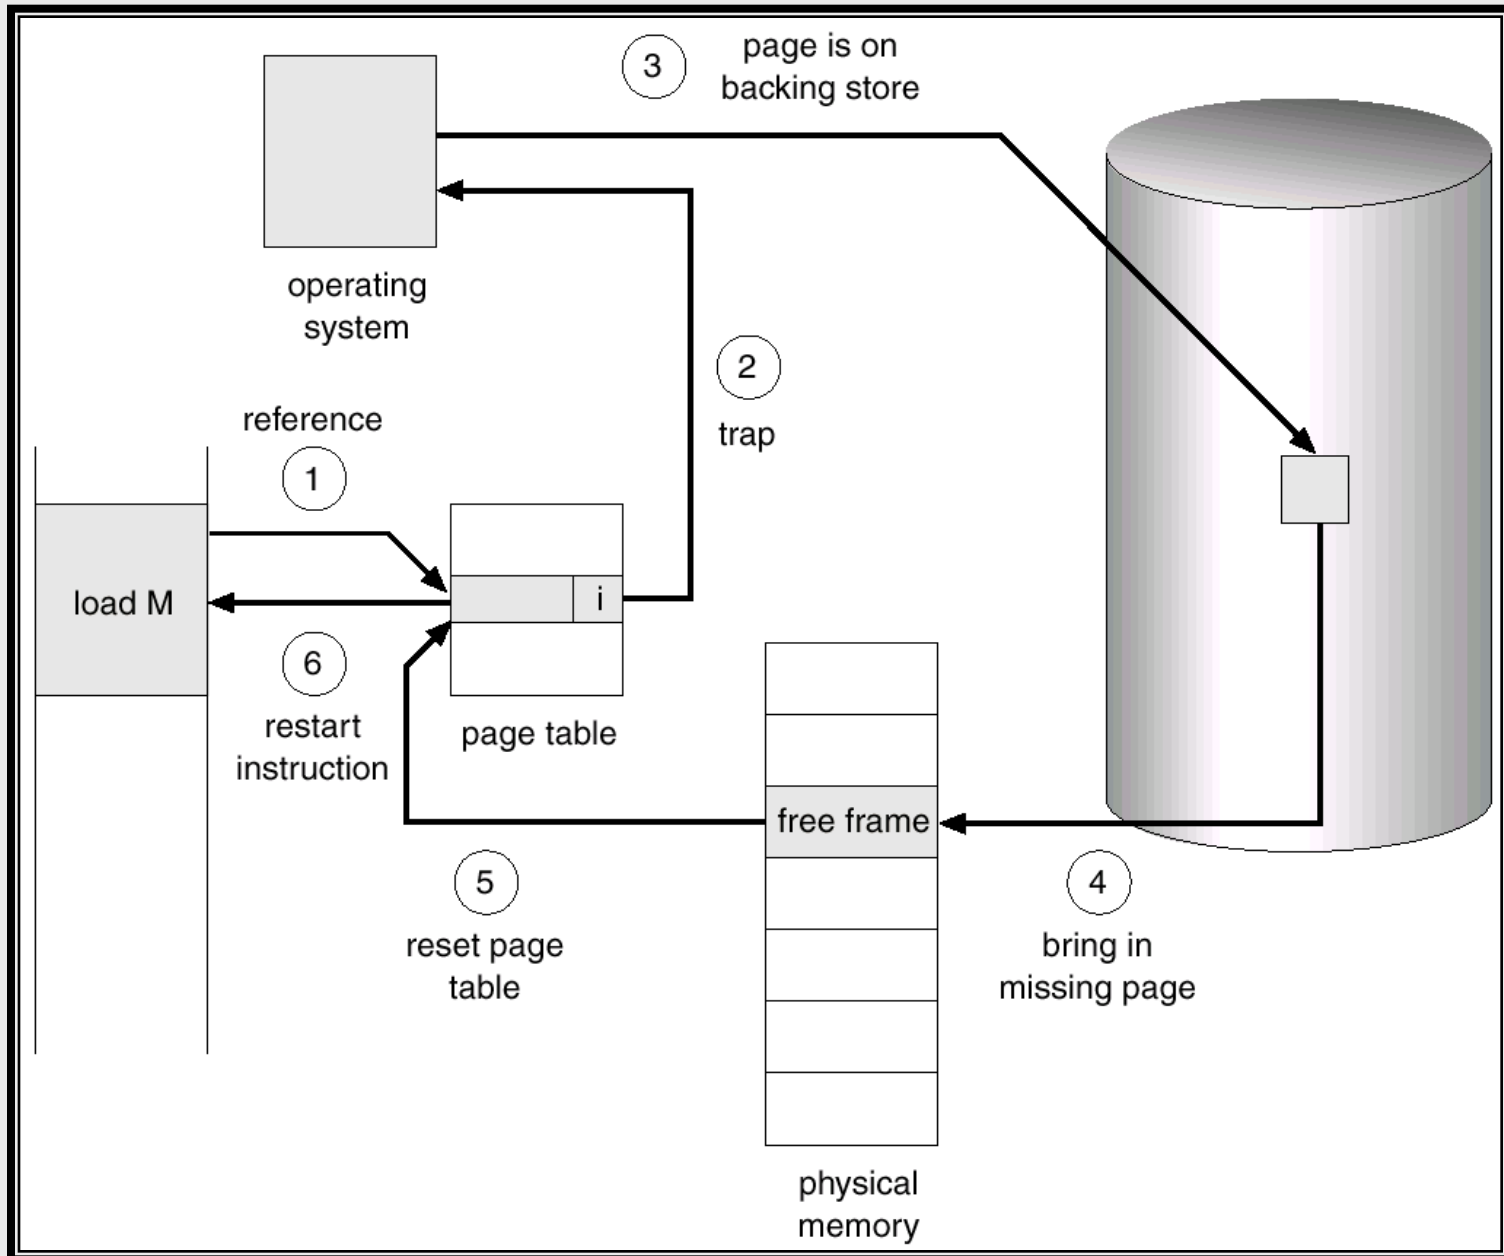 3
page is on
backing store
operating
system
2
trap
reference
1
load M
i
6
restart
instruction
page table
free frame
5
reset page
table
4
bring in
missing page
physical
memory